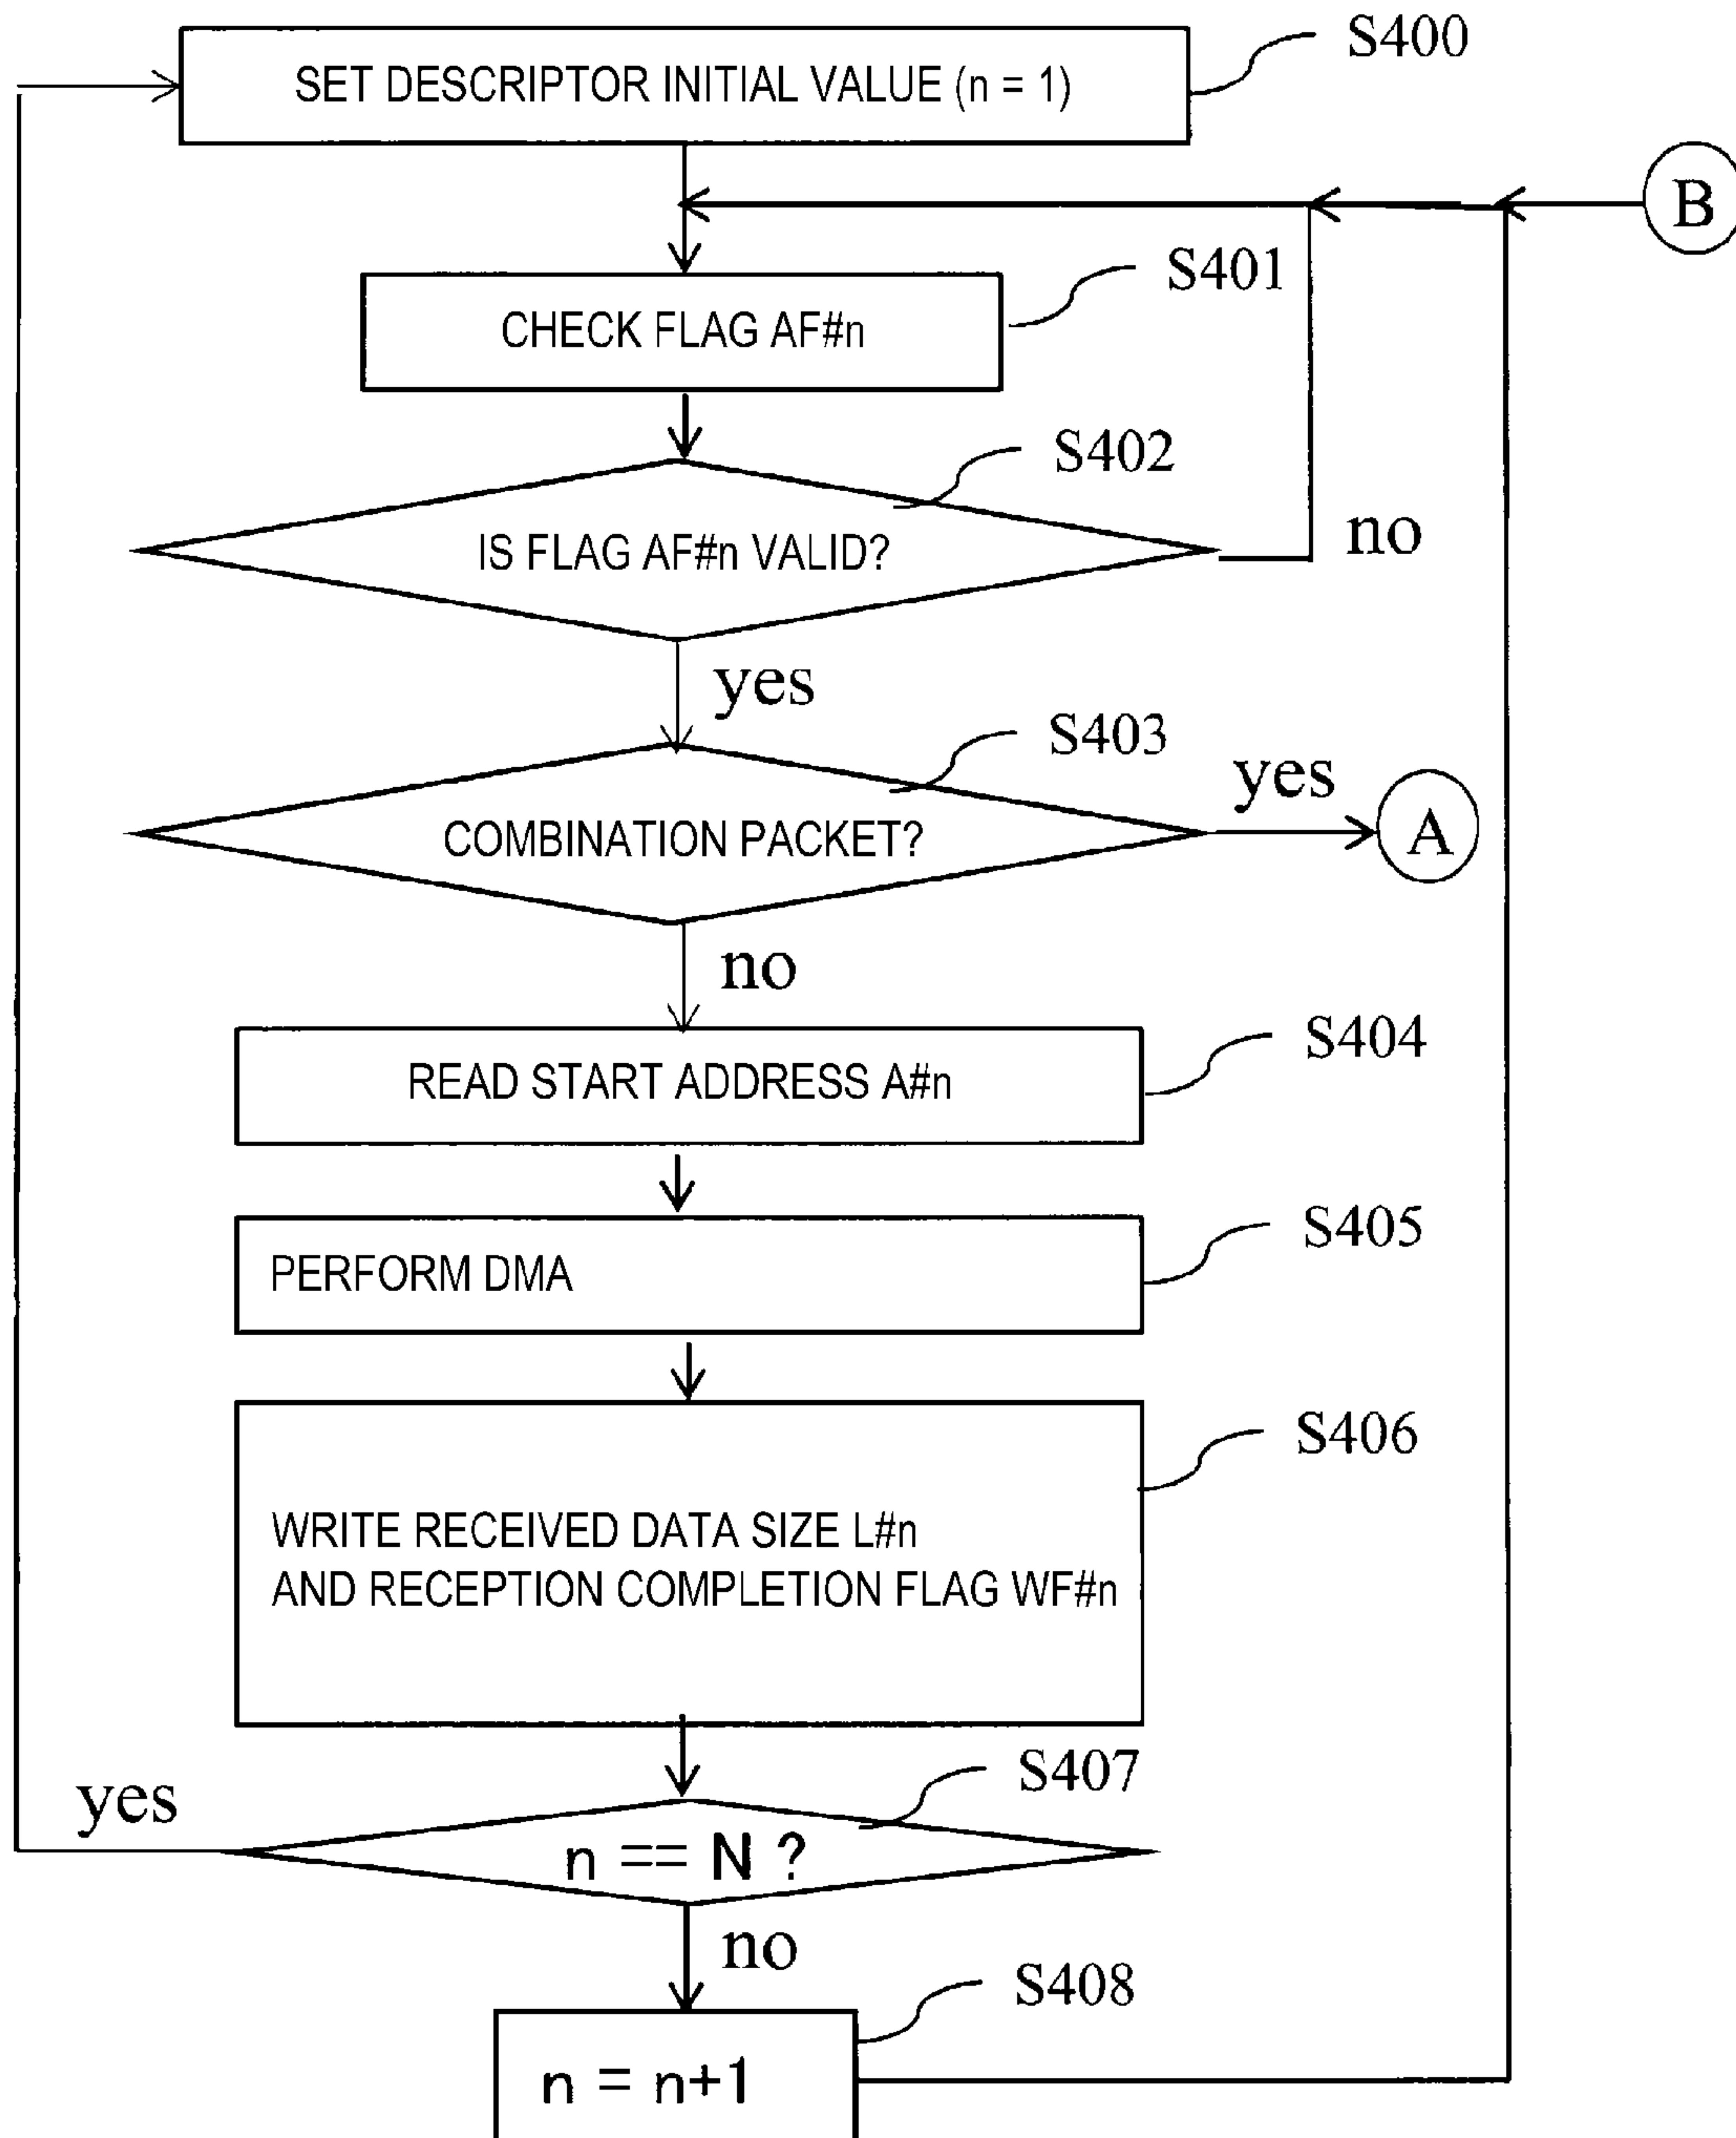 S400
SET DESCRIPTOR INITIAL VALUE (n = 1)
B
S401
CHECK FLAG AF#n
S402
IS FLAG AF#n VALID?
no
yes
S403
COMBINATION PACKET?
yes
A
no
S404
READ START ADDRESS A#n
S405
PERFORM DMA
S406
WRITE RECEIVED DATA SIZE L#n
AND RECEPTION COMPLETION FLAG WF#n
S407
yes
n == N ?
no
S408
n = n+1